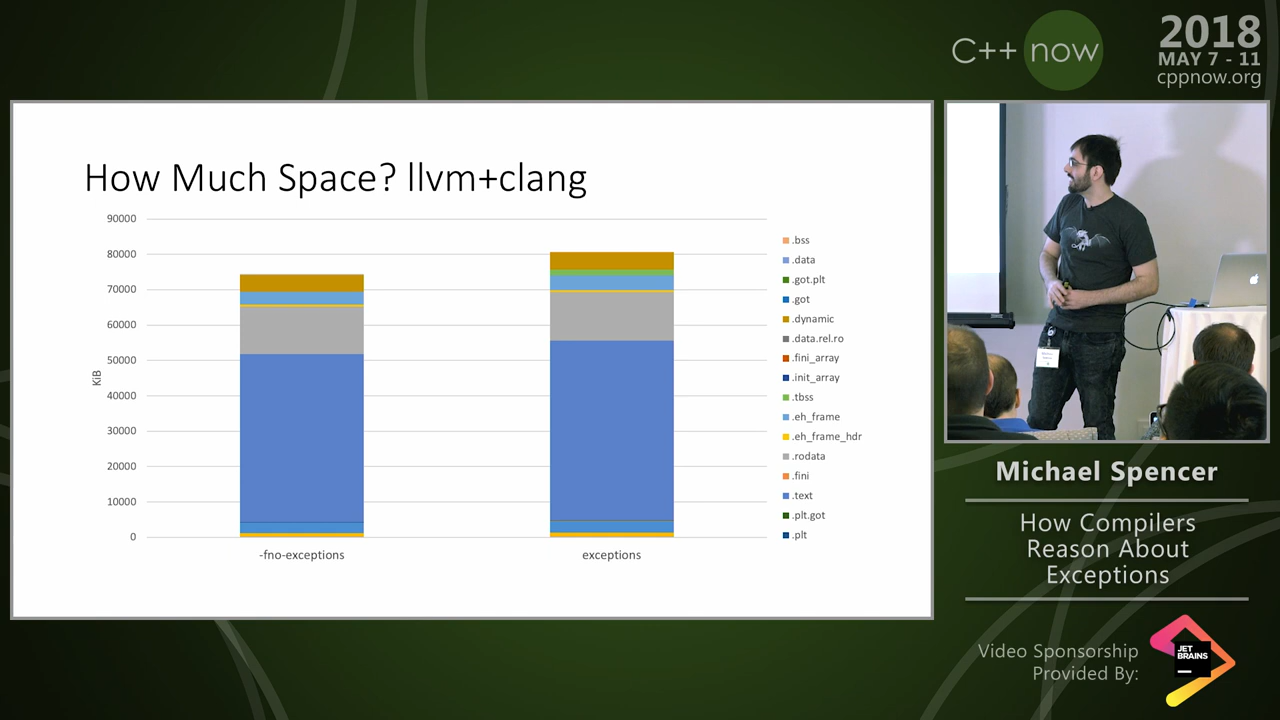 C++ now
2018
MAY 7 - 11
cppnow.org
How Much Space? llvm+clang
90000
80000
70000
60000
50000
40000
30000
20000
10000
0
KiB
-fno-exceptions
exceptions
.bss
.data
.got.plt
.got
.dynamic
.data.rel.ro
.fini_array
.init_array
.tbss
.eh_frame
.eh_frame_hdr
.rodata
.fini
.text
.plt.got
.plt
Michael Spencer
How Compilers
Reason About
Exceptions
Video Sponsorship
Provided By:
JET
BRAINS